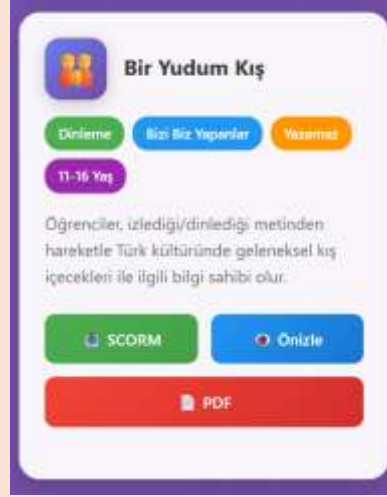 Bir Yudum Kış
Dinleme
Bizi Biz Yapanlar
Yazamaz
11-16 Yaş
Öğrenciler, izlediği/dinlediği metinden
hareketle Türk kültüründe geleneksel kış
içecekleri ile ilgili bilgi sahibi olur.
SCORM
Önizle
PDF